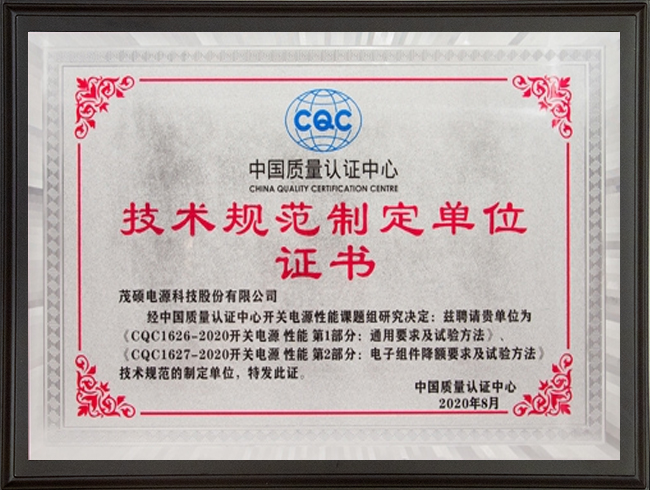 CQC
中国质量认证中心
CHINA QUALITY CERTIFICATION CENTRE
技术规范制定单位
证书
茂硕电源科技股份有限公司
经中国质量认证中心开关电源性能课题组研究决定：兹聘请贵单位为
《CQC1626-2020开关电源 性能 第1部分：通用要求及试验方法》、
《CQC1627-2020开关电源 性能 第2部分：电子组件降额要求及试验方法》
技术规范的制定单位，特发此证。
中国质量认证中心
2020年8月